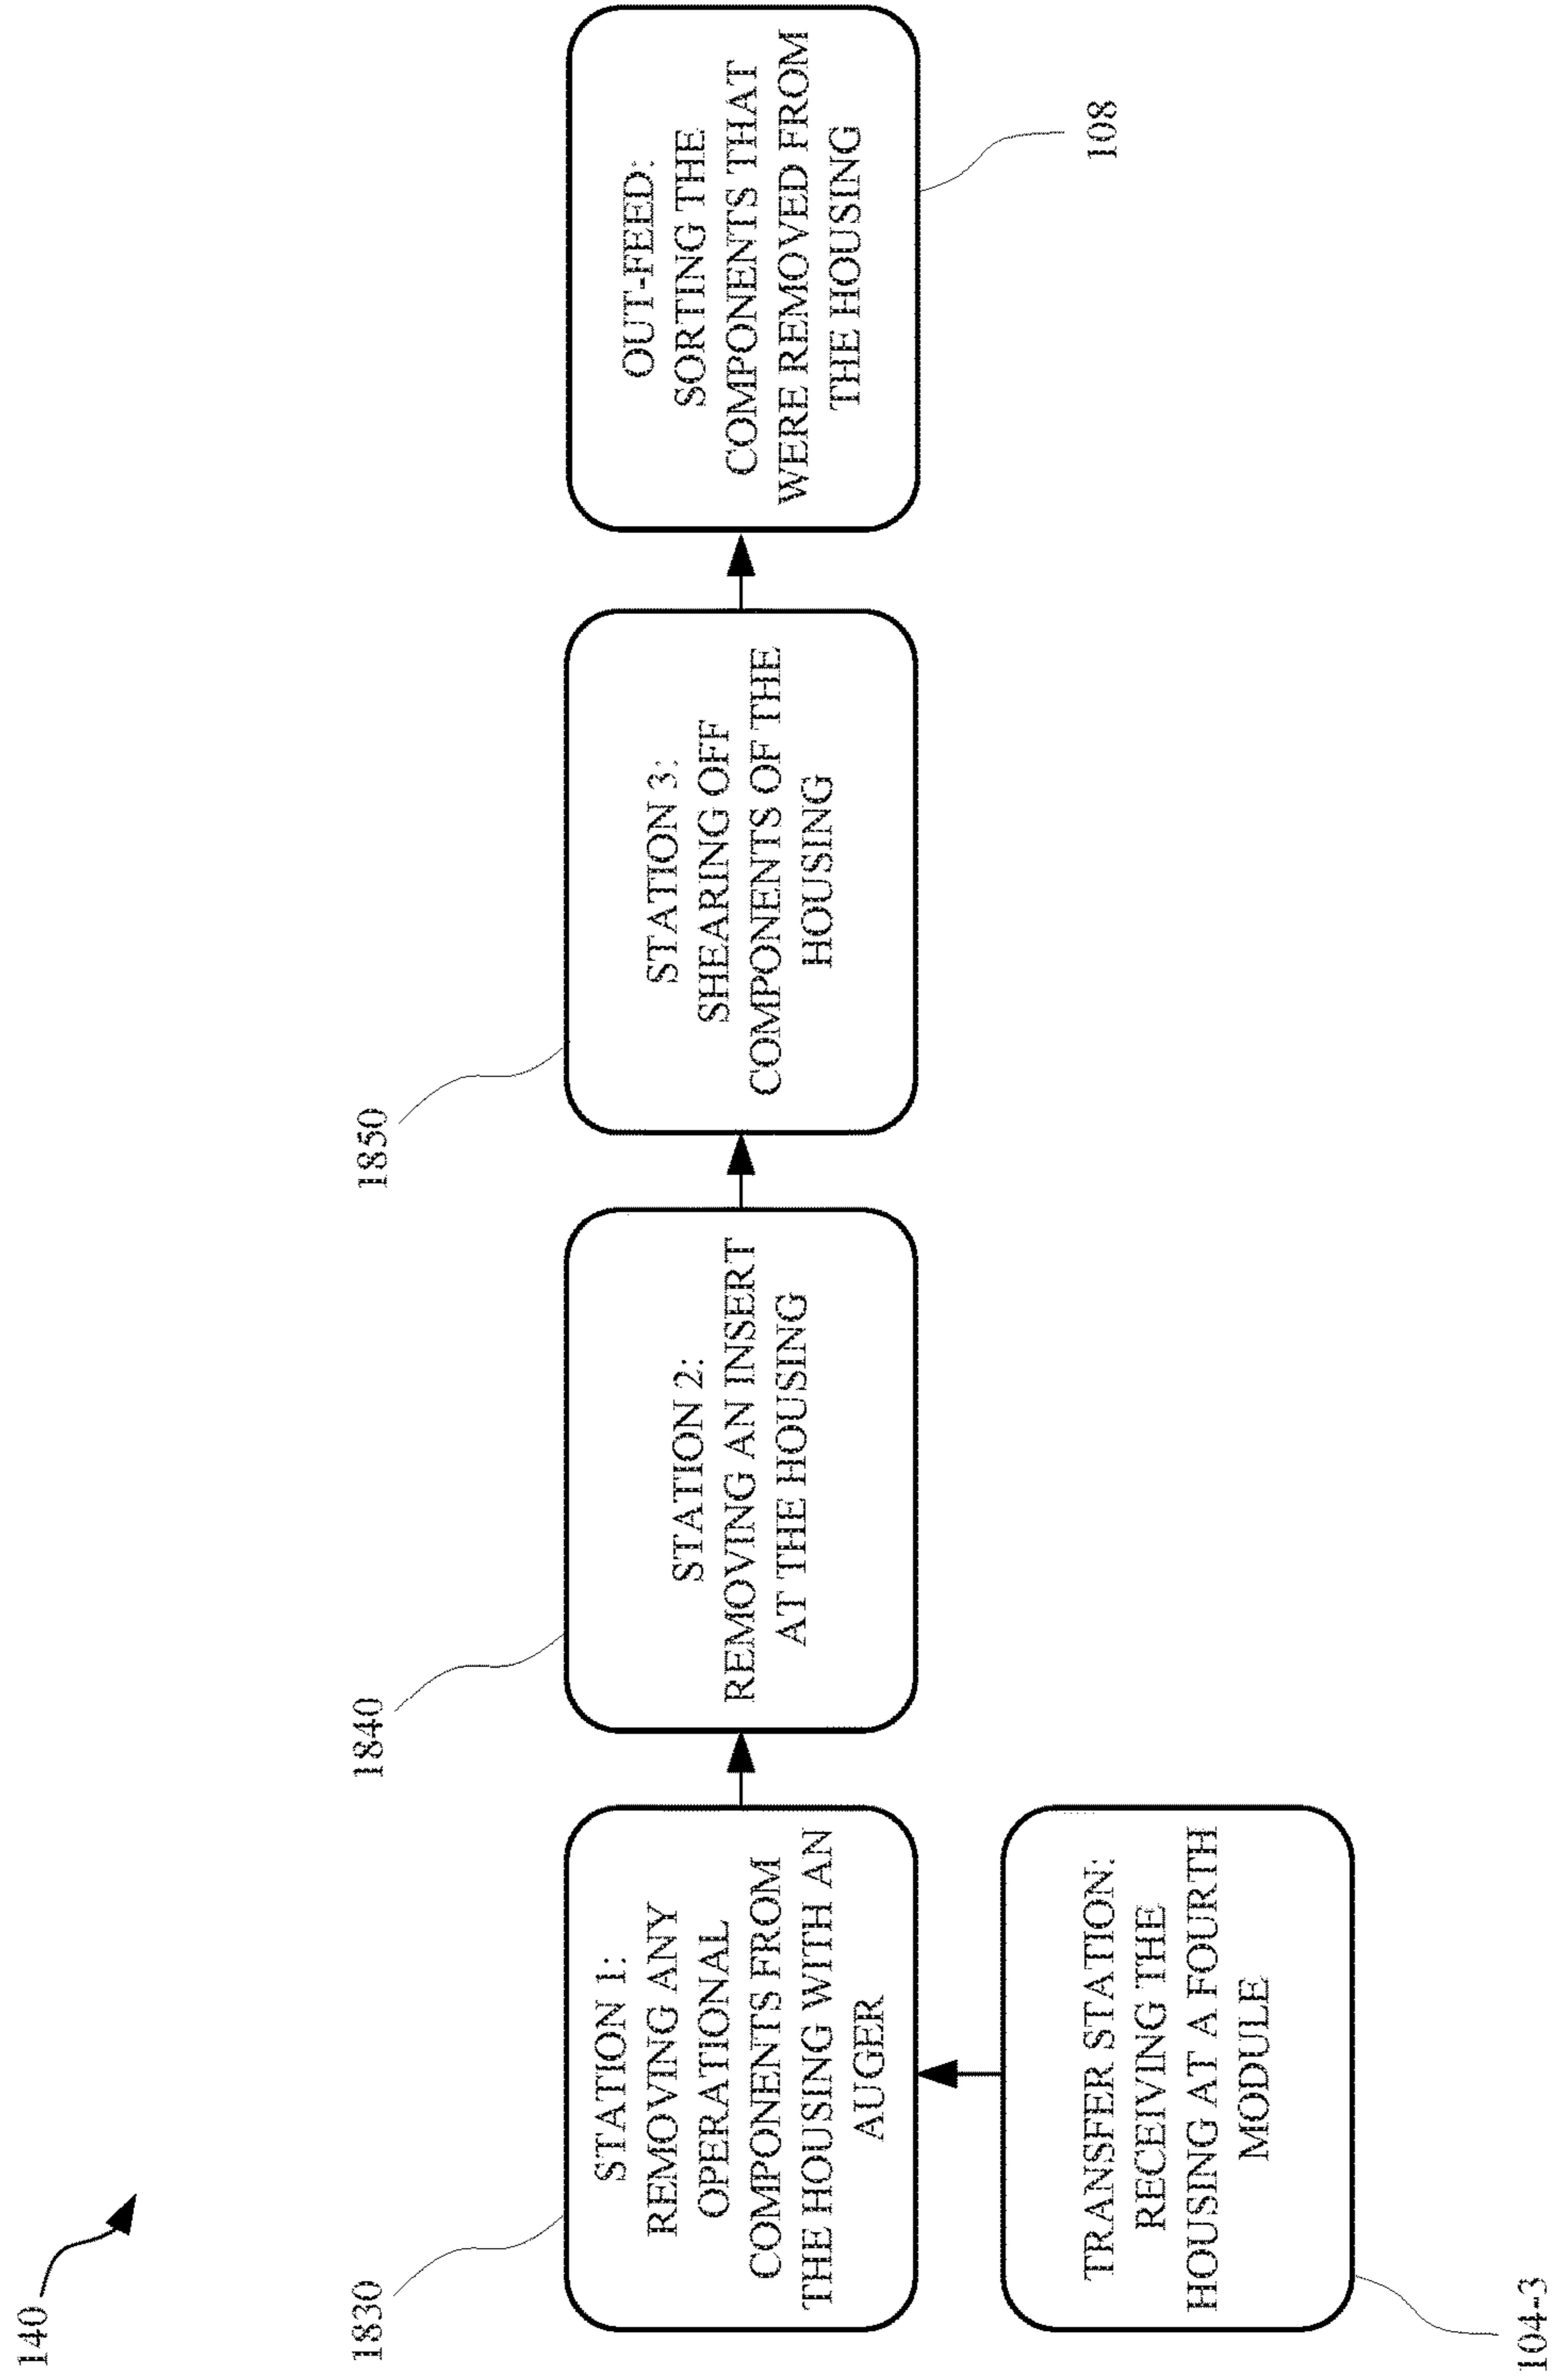 140
1830
STATION 1:
REMOVING ANY
OPERATIONAL
COMPONENTS FROM
THE HOUSING WITH AN
AUGER
1840
STATION 2:
REMOVING AN INSERT
AT THE HOUSING
1850
STATION 3:
SHEARING OFF
COMPONENTS OF THE
HOUSING
OUT-FEED:
SORTING THE
COMPONENTS THAT
WERE REMOVED FROM
THE HOUSING
108
TRANSFER STATION:
RECEIVING THE
HOUSING AT A FOURTH
MODULE
104-3